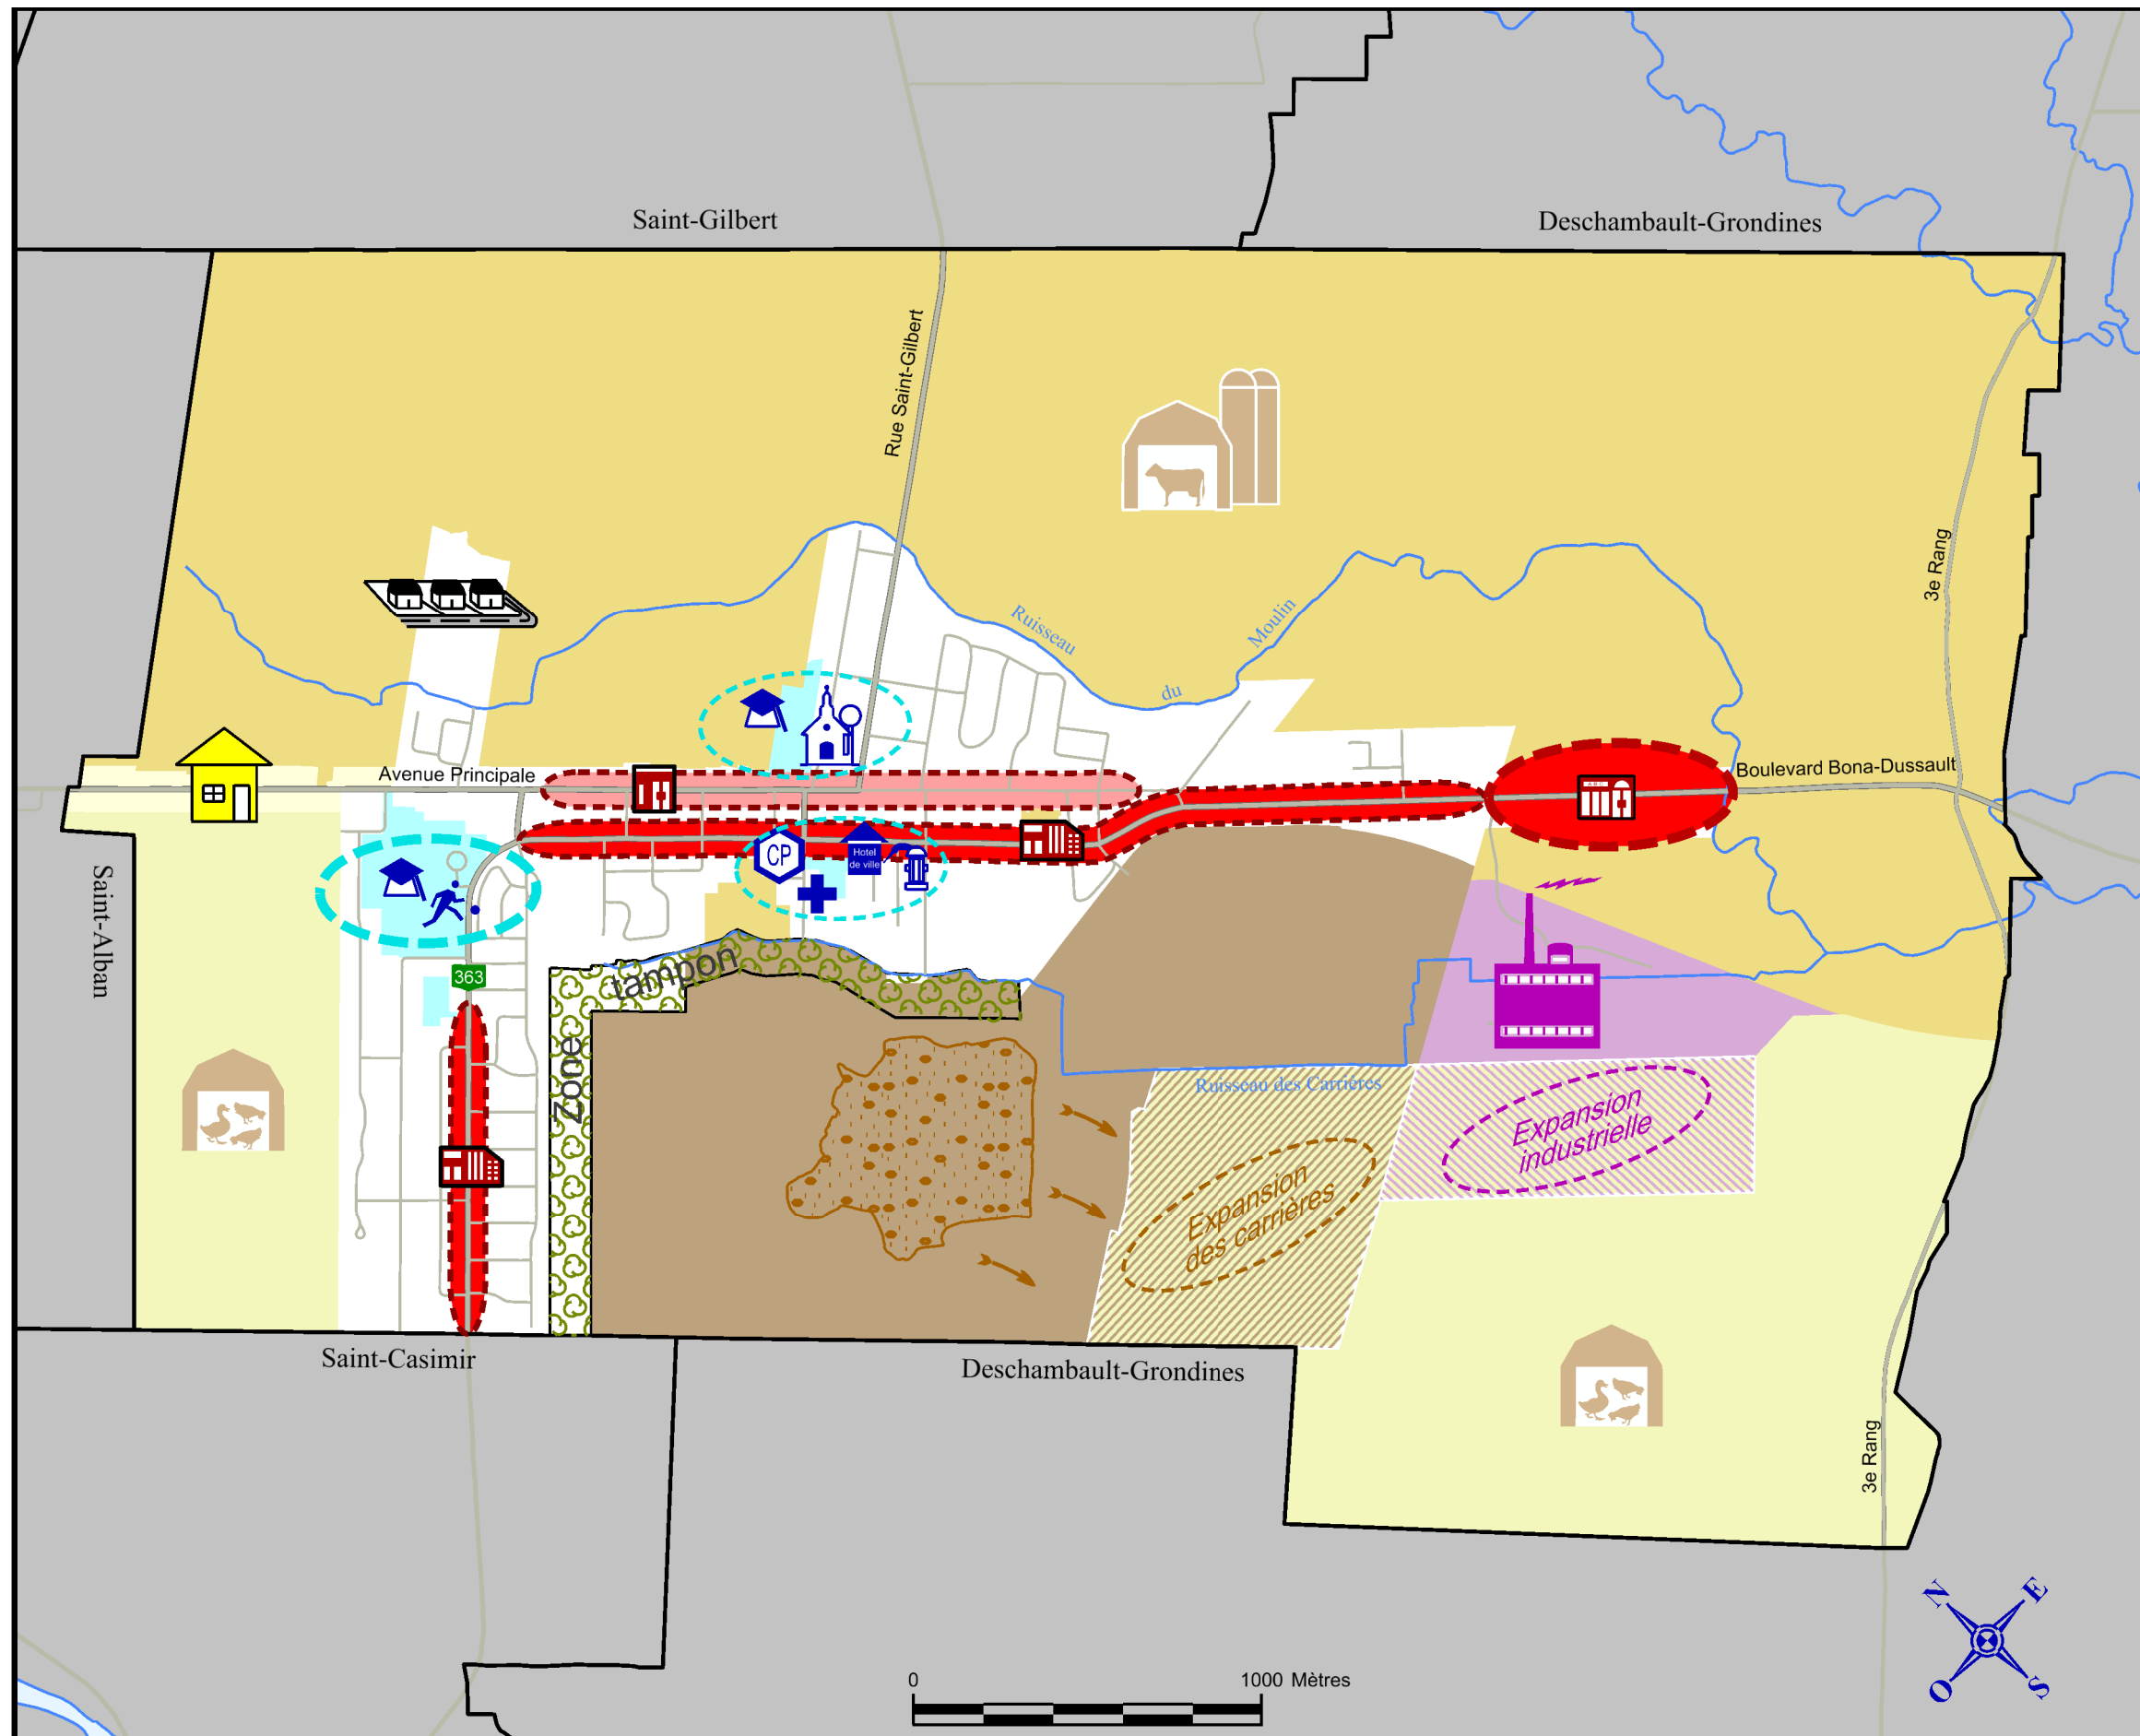 Saint-Gilbert
Deschambault-Grondines
Rue Saint-Gilbert
3e Rang
Ruisseau
du
Moulin
Avenue Principale
Boulevard Bona-Dussault
CP
Hotel
de ville
Saint-Alban
363
tampon
zone
Ruisseau des Carrières
Expansion
industrielle
Expansion
des carrières
Saint-Casimir
Deschambault-Grondines
3e Rang
N
E
O
S
0
1000 Mètres